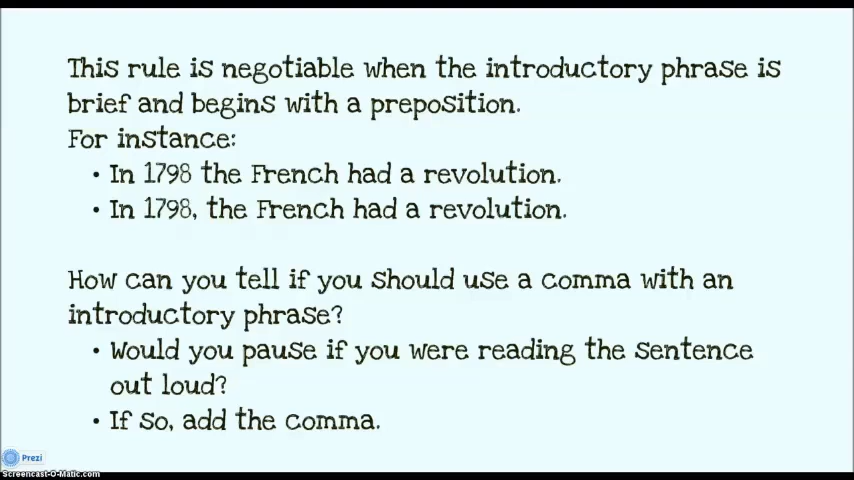 This rule is negotiable when the introductory phrase is
brief and begins with a preposition.
For instance:
• In 1798 the French had a revolution.
• In 1798, the French had a revolution.
How can you tell if you should use a comma with an
introductory phrase?
• Would you pause if you were reading the sentence
out loud?
• If so, add the comma.
Prezi
Screencast-O-Matic.com